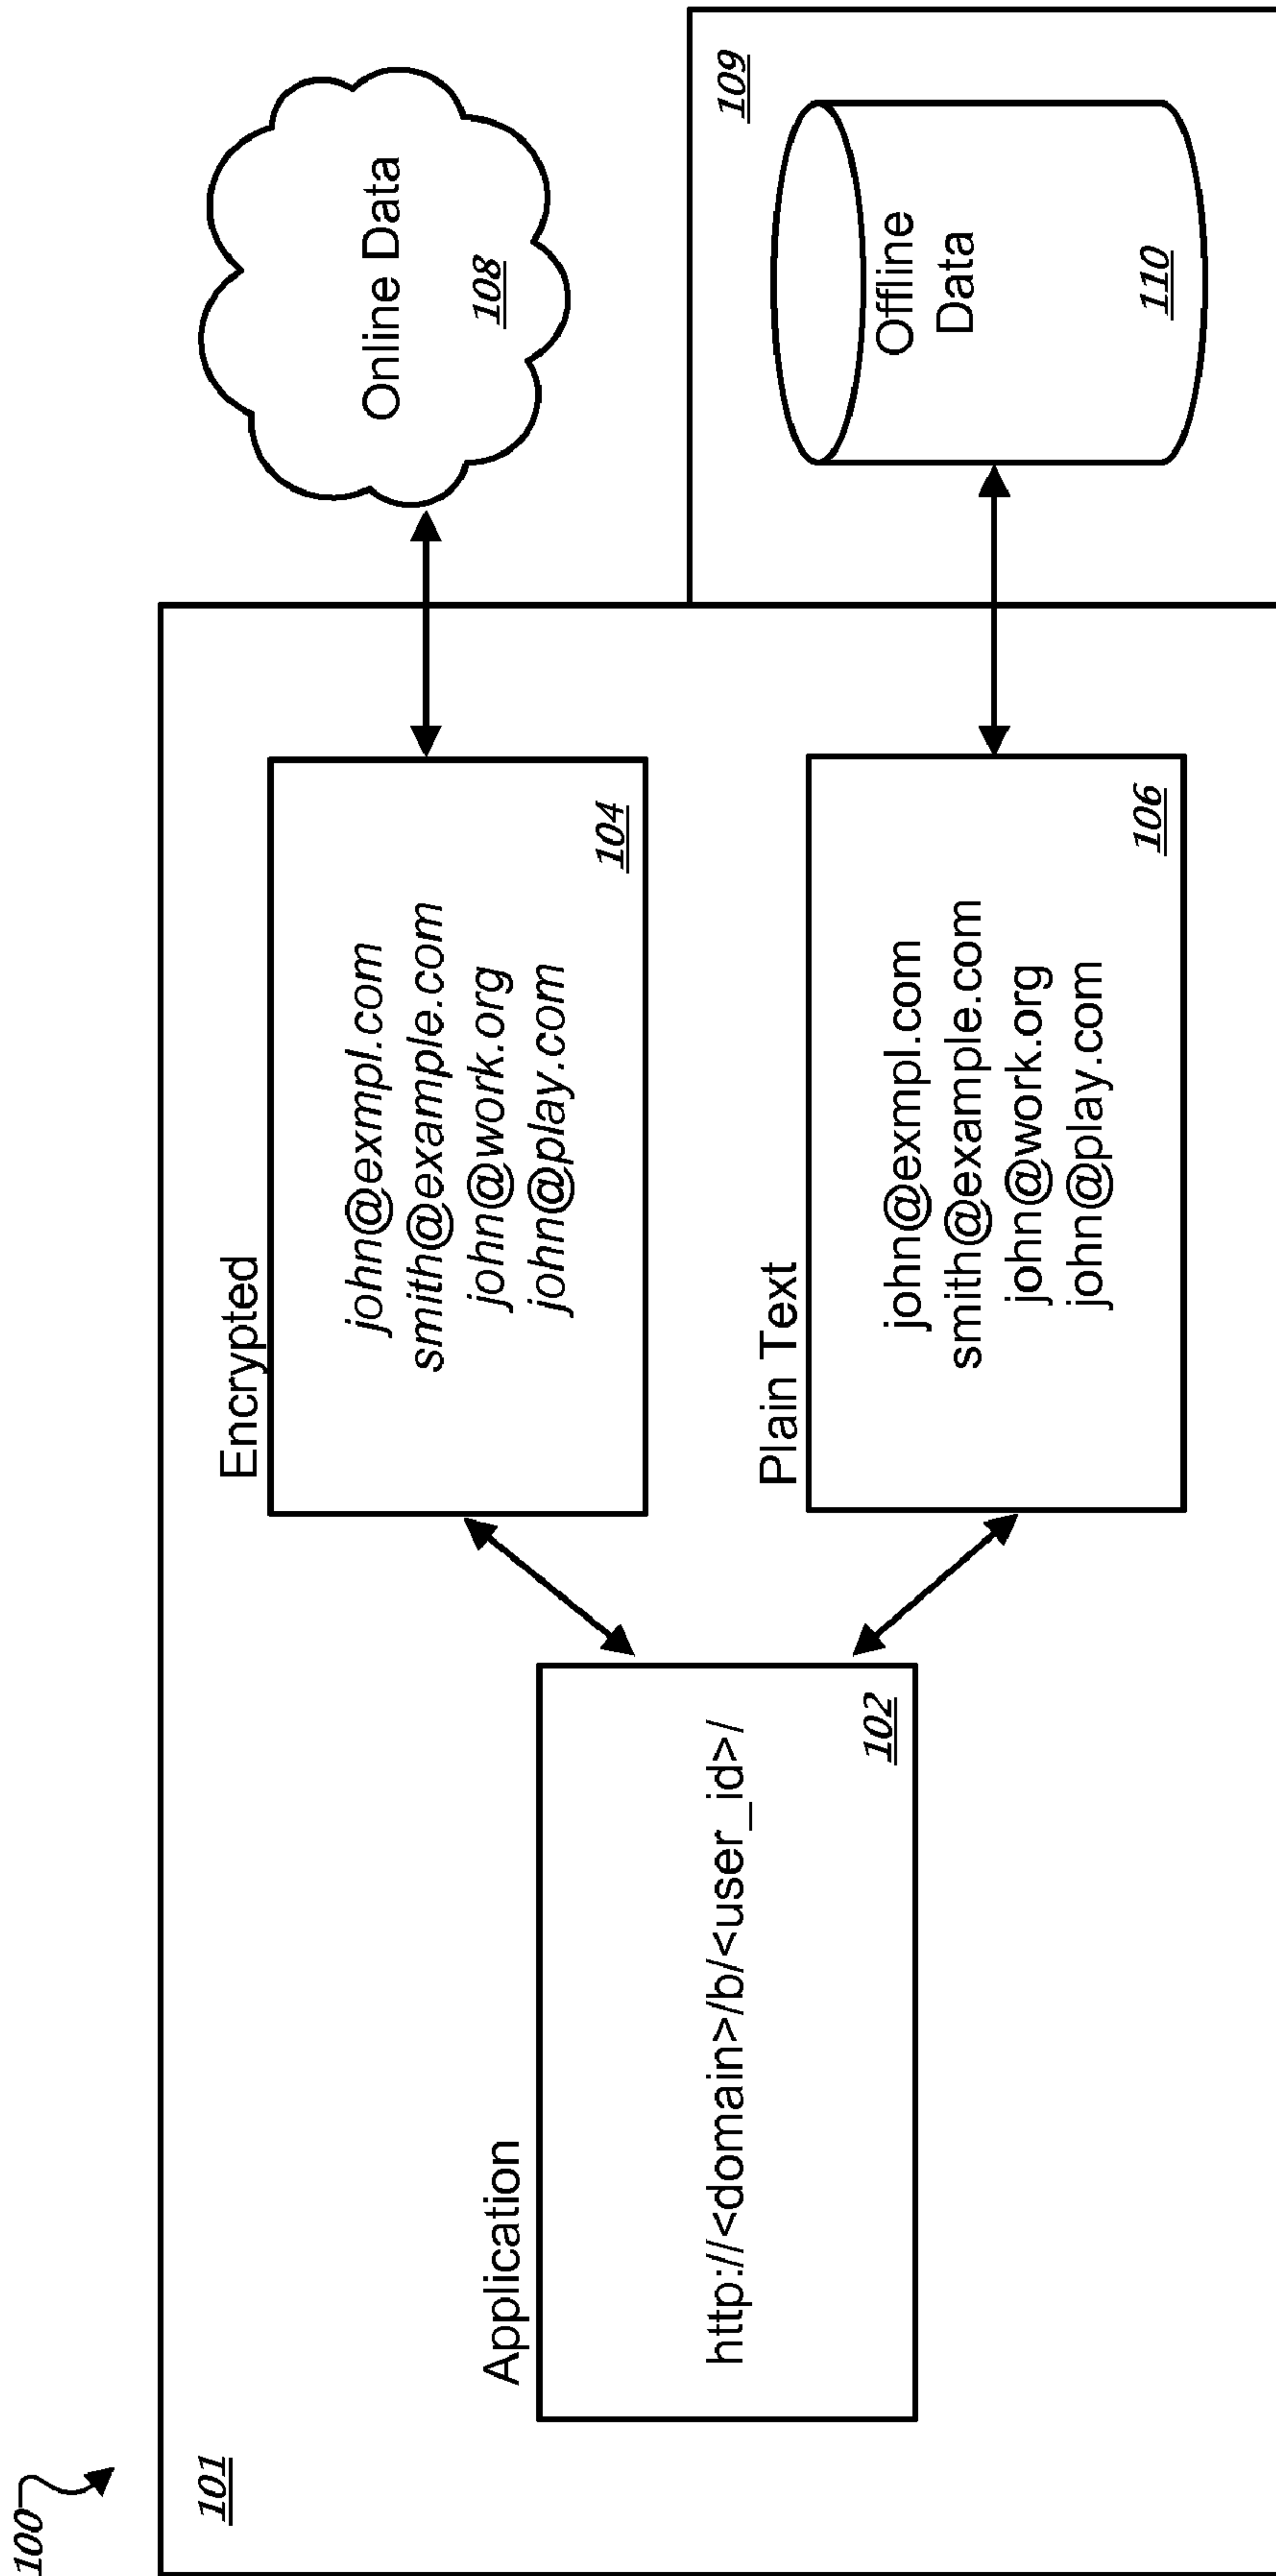 100
101
Application
http://<domain>/b/<user_id>/
102
Encrypted
john@exmpl.com
smith@example.com
john@work.org
john@play.com
104
Plain Text
john@exmpl.com
smith@example.com
john@work.org
john@play.com
106
Online Data
108
109
Offline
Data
110